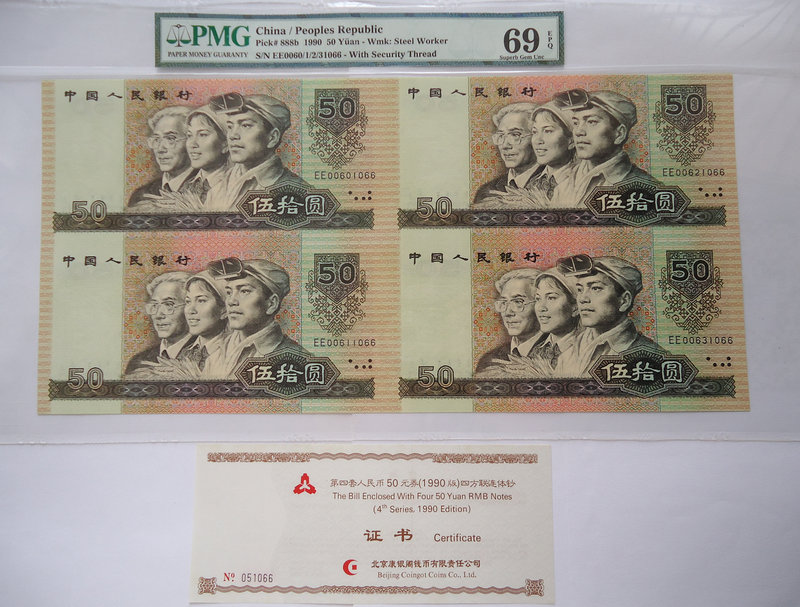 PMG
PAPER MONEY GUARANTY
China / Peoples Republic
Pick# 888b 1990 50 Yüan - Wmk: Steel Worker
S/N EE0060/1/2/31066 - With Security Thread
69 EPQ
Superb Gem Unc
中国人民银行
50
EE00601066
50
伍拾圆
中国人民银行
50
EE00621066
50
伍拾圆
中国人民银行
50
EE00611066
50
伍拾圆
中国人民银行
50
EE00631066
50
伍拾圆
第四套人民币50元券(1990版)四方联连体钞
The Bill Enclosed With Four 50 Yuan RMB Notes
(4th Series, 1990 Edition)
证书 Certificate
北京康银阁钱币有限责任公司
Beijing Coingot Coins Co., Ltd.
No 051066